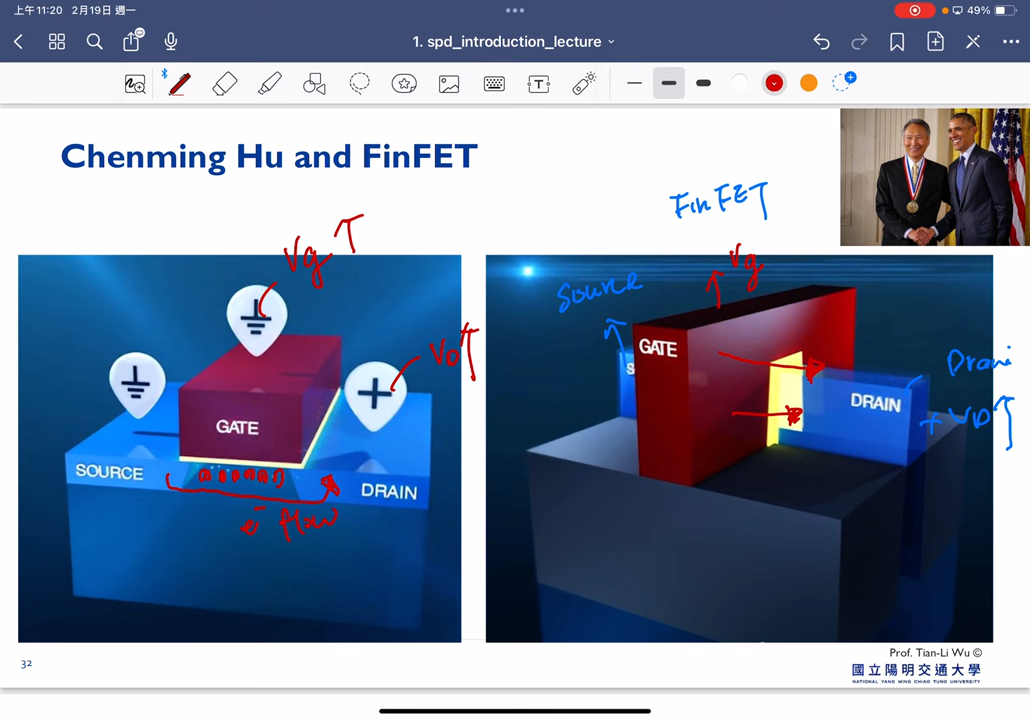 上午11:20 2月19日 週一
49%
1. spd_introduction_lecture
Chenming Hu and FinFET
FinFET
Vg ↑
Vg
Source
GATE
S
VD↑
Drain
DRAIN
+ VD ↑
GATE
SOURCE
DRAIN
e⁻ flow
32
Prof. Tian-Li Wu ©
國立陽明交通大學
NATIONAL YANG MING CHIAO TUNG UNIVERSITY